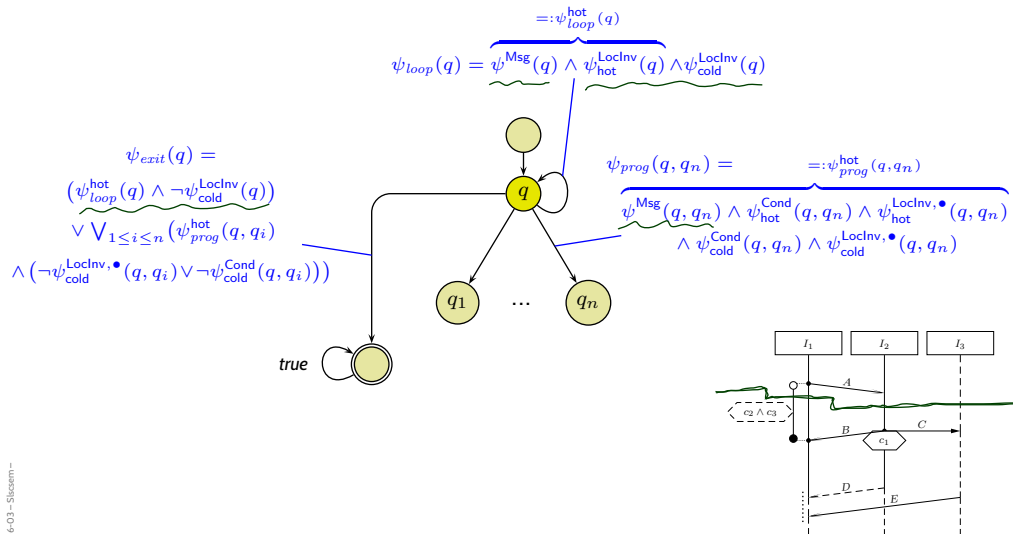 =:ψ^hot_loop(q)
ψ_loop(q) = ψ^Msg(q) ∧ ψ^LocInv_hot(q) ∧ψ^LocInv_cold(q)
ψ_exit(q) =
(ψ^hot_loop(q) ∧ ¬ψ^LocInv_cold(q))
∨ ⋁_{1≤i≤n}(ψ^hot_prog(q, q_i)
∧(¬ψ^{LocInv,•}_cold(q, q_i)∨¬ψ^Cond_cold(q, q_i)))
ψ_prog(q, q_n) = =:ψ^hot_prog(q,q_n)
ψ^Msg(q, q_n) ∧ ψ^Cond_hot(q, q_n) ∧ ψ^{LocInv,•}_hot(q, q_n)
∧ ψ^Cond_cold(q, q_n) ∧ ψ^{LocInv,•}_cold(q, q_n)
q
q_1 ... q_n
true
I_1 I_2 I_3
A
c_2 ∧ c_3
B C
c_1
D
E
6-03 – Slscsem –